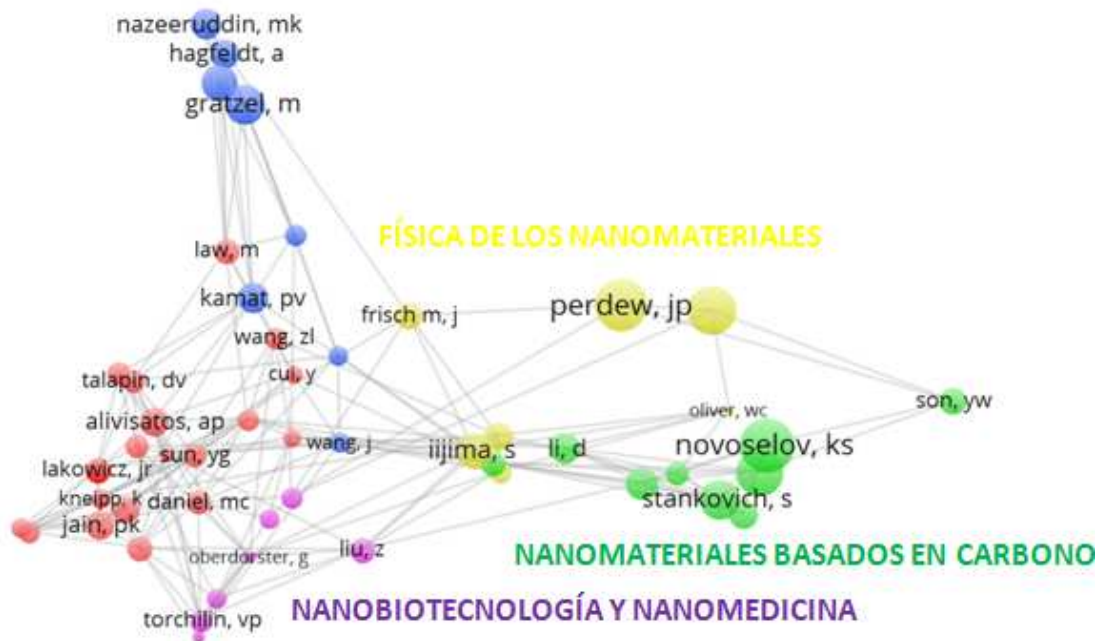 nazeeruddin, mk
hagfeldt, a
gratzel, m
FÍSICA DE LOS NANOMATERIALES
law, m
kamat, pv
perdew, jp
frisch m, j
wang, zl
cui, y
talapin, dv
son, yw
oliver, wc
alivisatos, ap
wang, j
iijima, s
li, d
novoselov, ks
sun, yg
lakowicz, jr
kneipp, k
daniel, mc
stankovich, s
jain, pk
liu, z
oberdorster, g
NANOMATERIALES BASADOS EN CARBONO
NANOBIOTECNOLOGÍA Y NANOMEDICINA
torchilin, vp